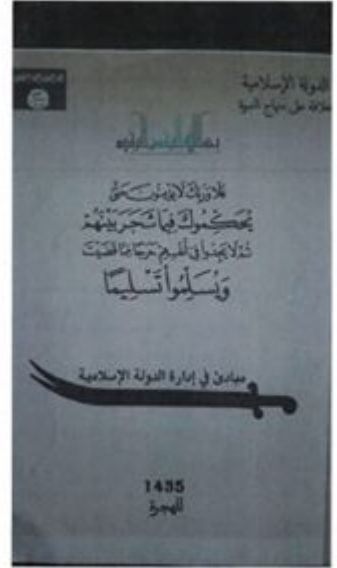 الدولة الإسلامية
خلافة على منهاج النبوة
فلا وربك لا يؤمنون حتى
يحكموك فيما شجر بينهم
ثم لا يجدوا في أنفسهم حرجا مما قضيت
ويسلموا تسليما
مبادئ في إدارة الدولة الإسلامية
1435
للهجرة